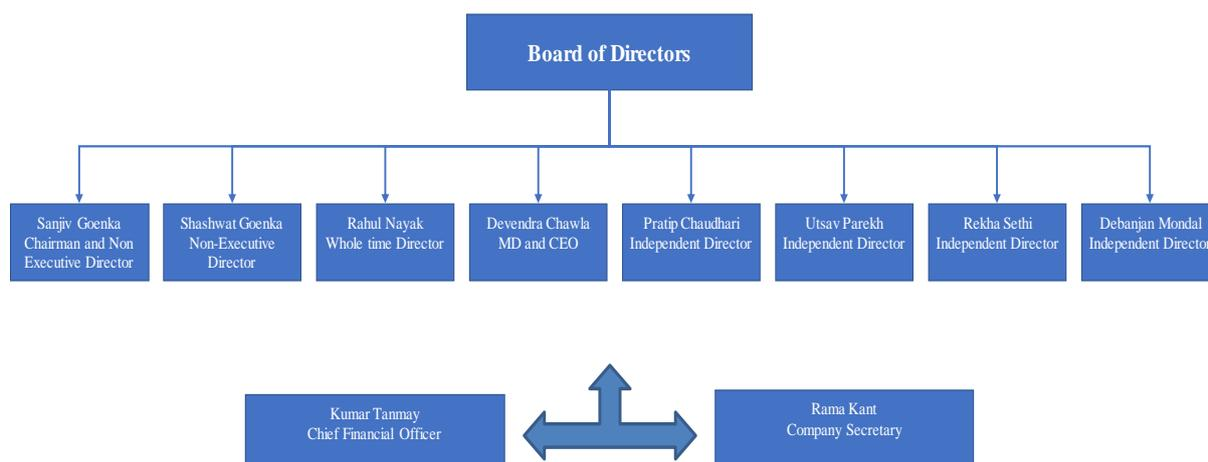 Board of Directors
Sanjiv Goenka
Chairman and Non
Executive Director
Shashwat Goenka
Non-Executive
Director
Rahul Nayak
Whole time Director
Devendra Chawla
MD and CEO
Pratip Chaudhari
Independent Director
Utsav Parekh
Independent Director
Rekha Sethi
Independent Director
Debanjan Mondal
Independent Director
Kumar Tanmay
Chief Financial Officer
Rama Kant
Company Secretary